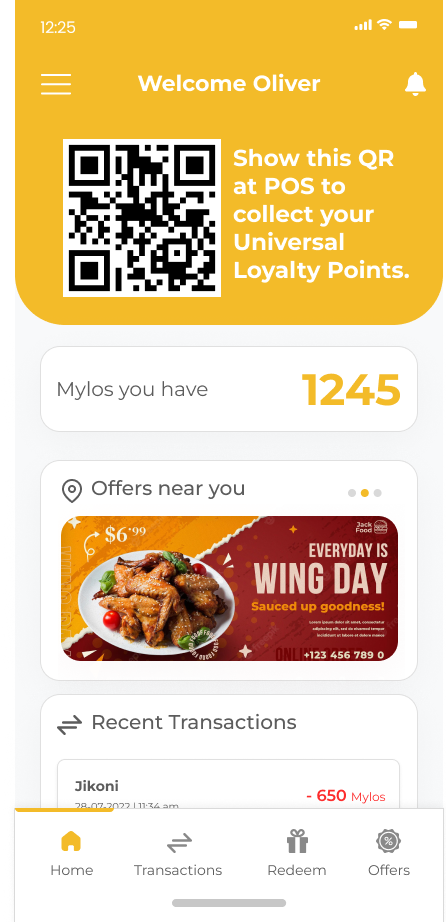 12:25
Welcome Oliver
Show this QR
at POS to
collect your
Universal
Loyalty Points.
Mylos you have
1245
Offers near you
$6.99
Jack
Food
EVERYDAY IS
WING DAY
Sauced up goodness!
Lorem ipsum dolor sit amet, consectetur
adipiscing elit, sed do eiusmod tempor
incididunt ut labore et dolore magna
+123 456 789 0
Recent Transactions
Jikoni
- 650 Mylos
28-07-2022 | 11:34 am
Home
Transactions
Redeem
Offers